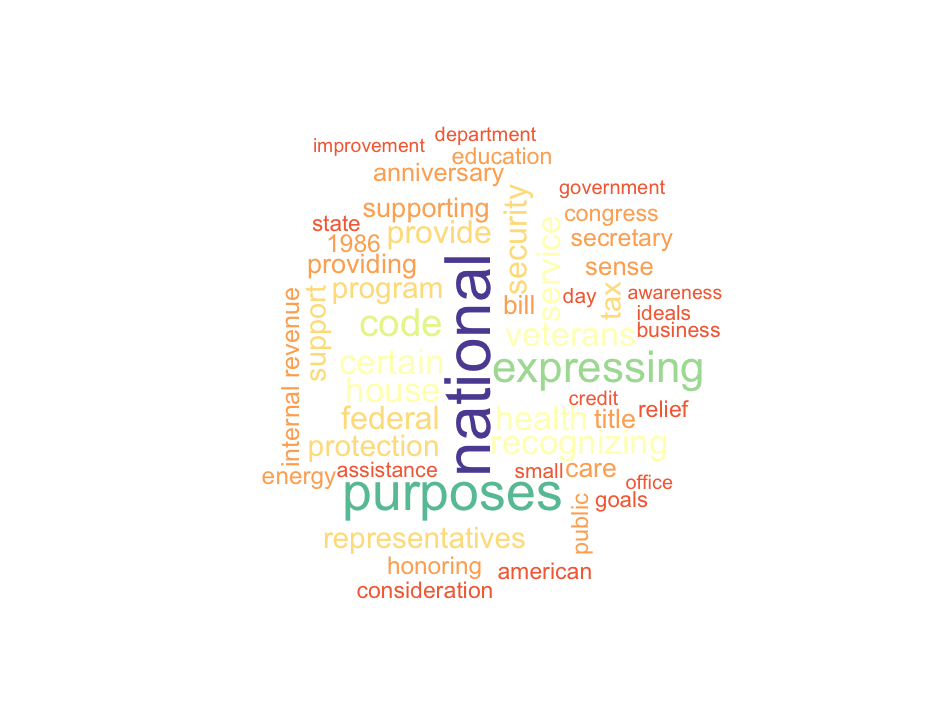 department
improvement
education
anniversary
government
security
supporting
congress
state
service
provide
secretary
1986
providing
sense
national
program
support
internal revenue
bill
day
tax
awareness
ideals
code
veterans
business
certain
expressing
house
credit
federal
health
title
relief
protection
recognizing
energy
assistance
small
care
office
purposes
goals
public
representatives
honoring
american
consideration